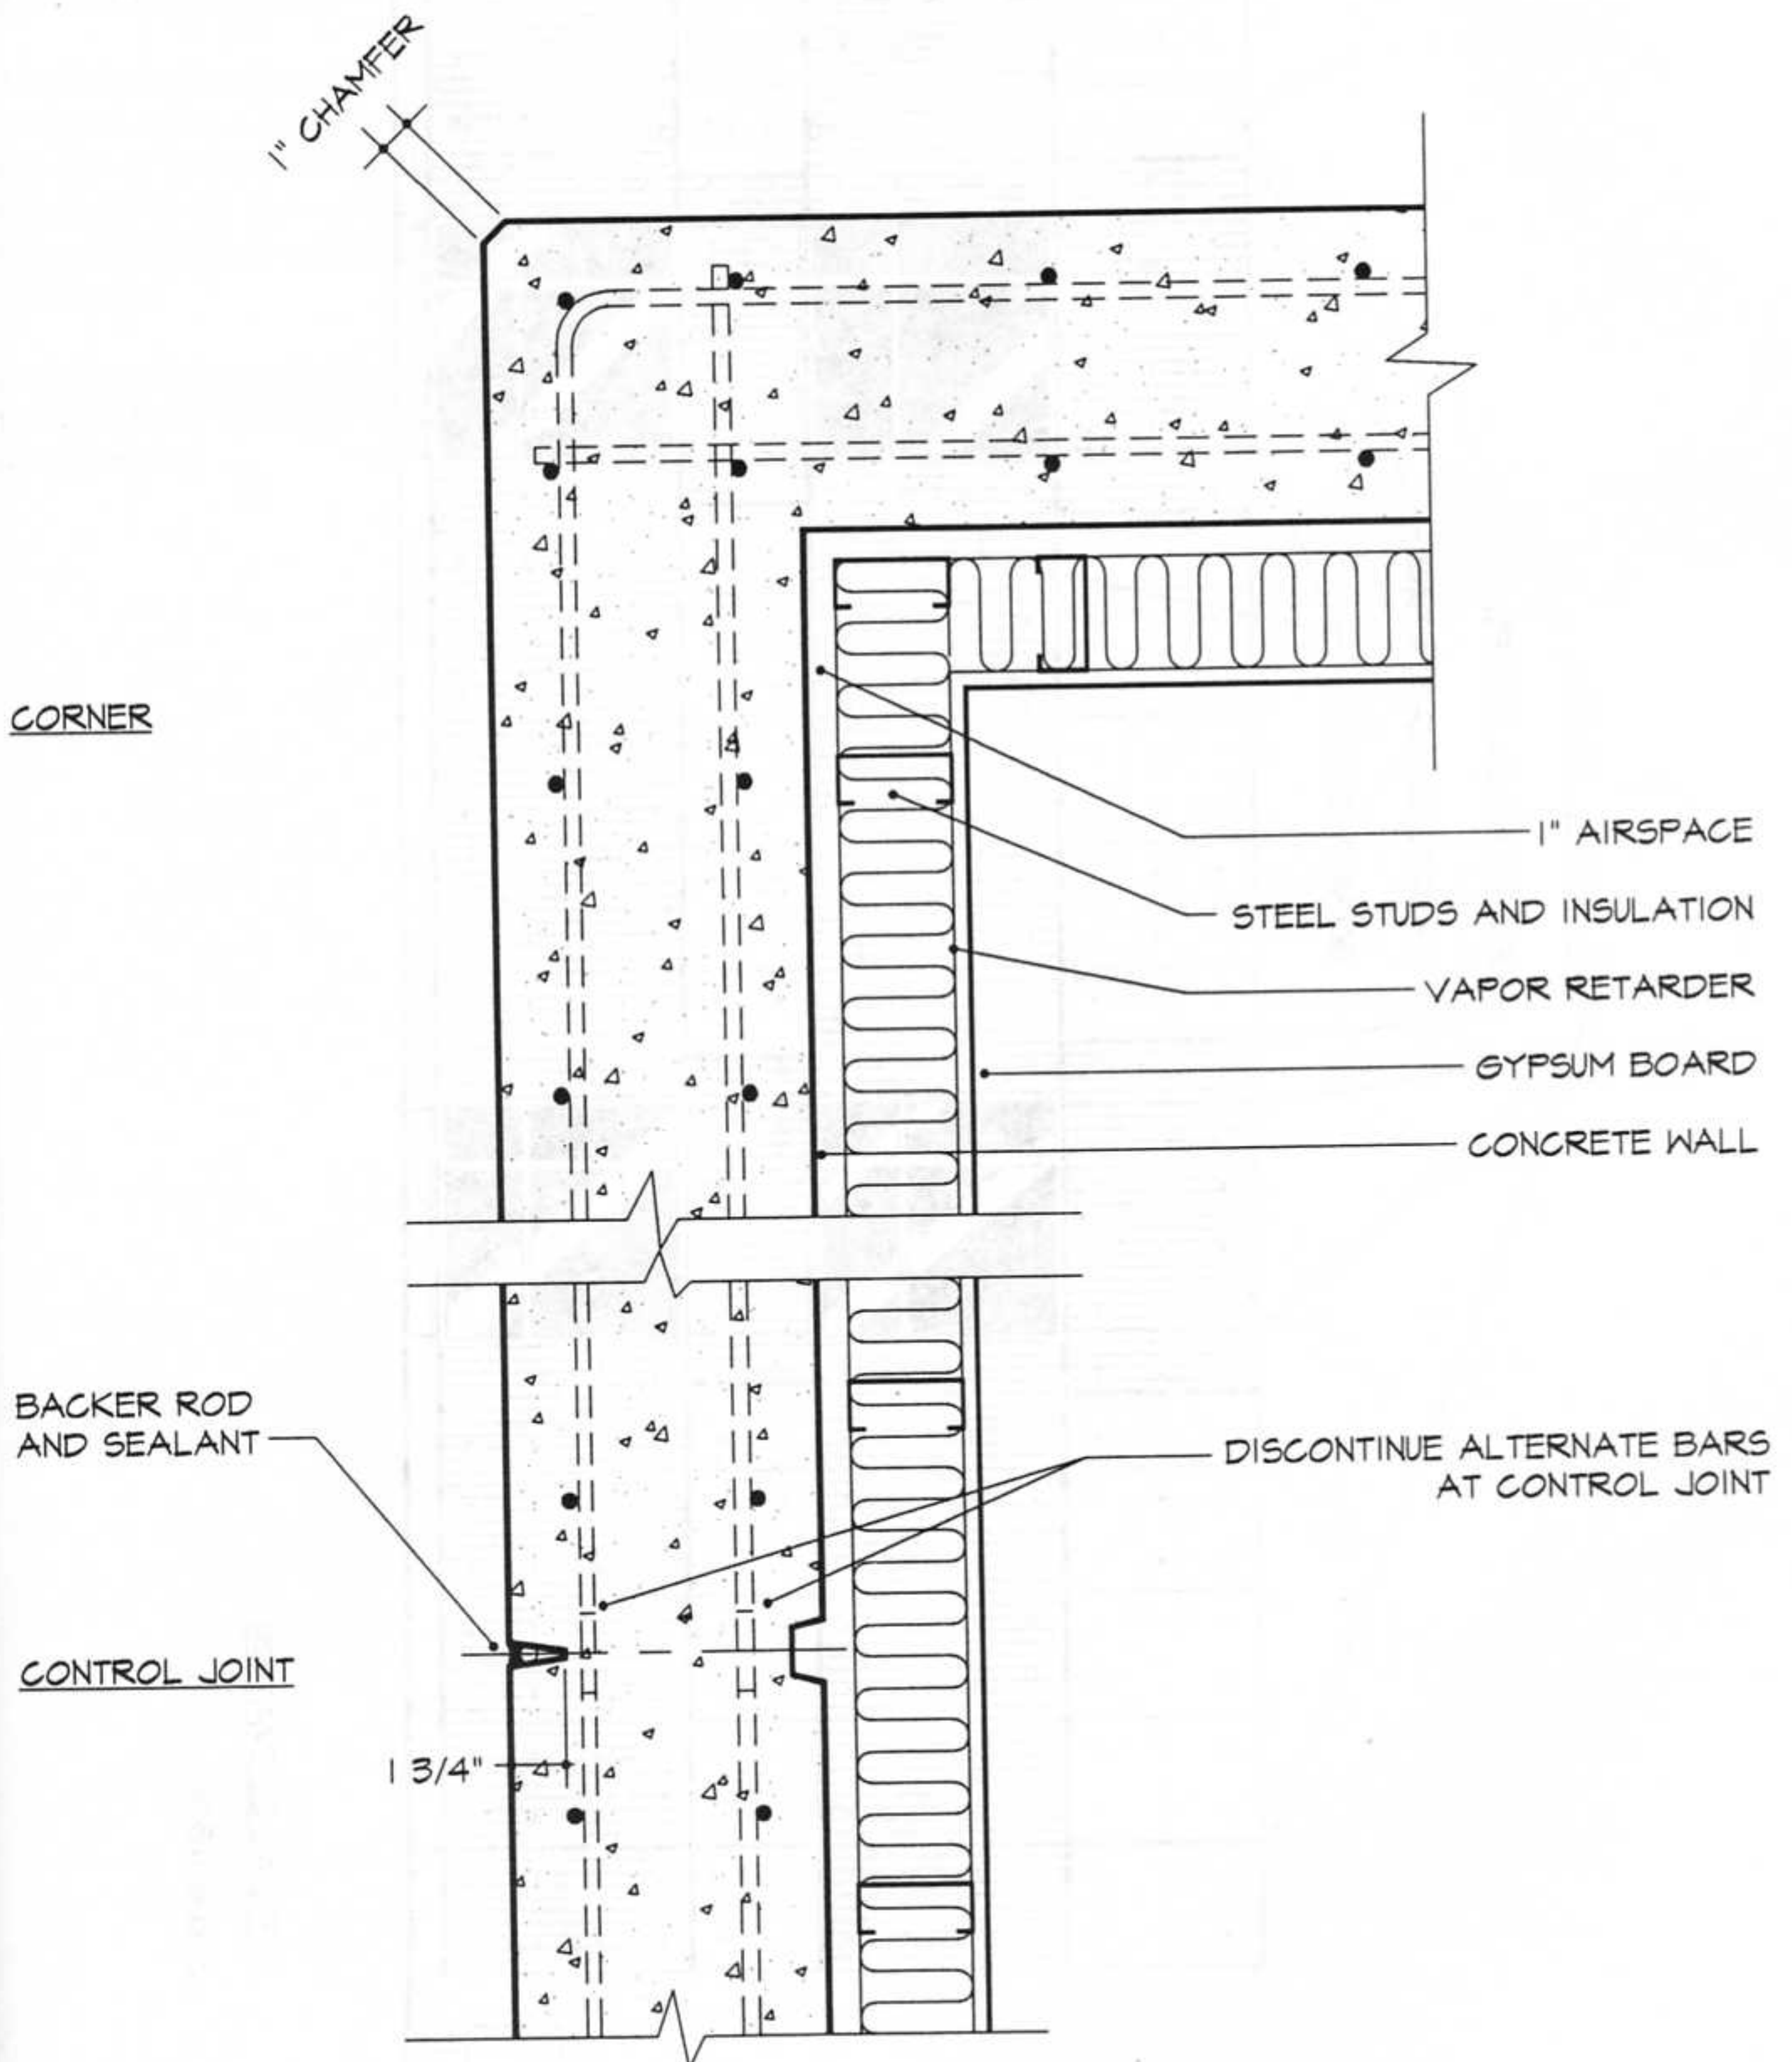 1" CHAMFER
CORNER
1" AIRSPACE
STEEL STUDS AND INSULATION
VAPOR RETARDER
GYPSUM BOARD
CONCRETE WALL
BACKER ROD
AND SEALANT
DISCONTINUE ALTERNATE BARS
AT CONTROL JOINT
CONTROL JOINT
1 3/4"